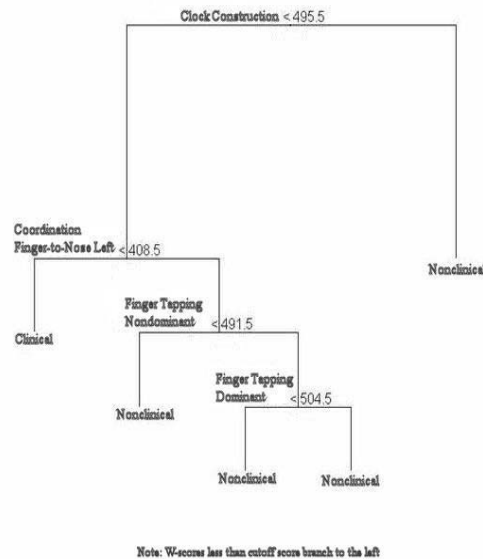 Clock Construction <495.5
Coordination
Finger-to-Nose Left <408.5
Nonclinical
Finger Tapping
Nondominant <491.5
Clinical
Finger Tapping
Dominant <504.5
Nonclinical
Nonclinical
Nonclinical
Note: W-scores less than cutoff score branch to the left